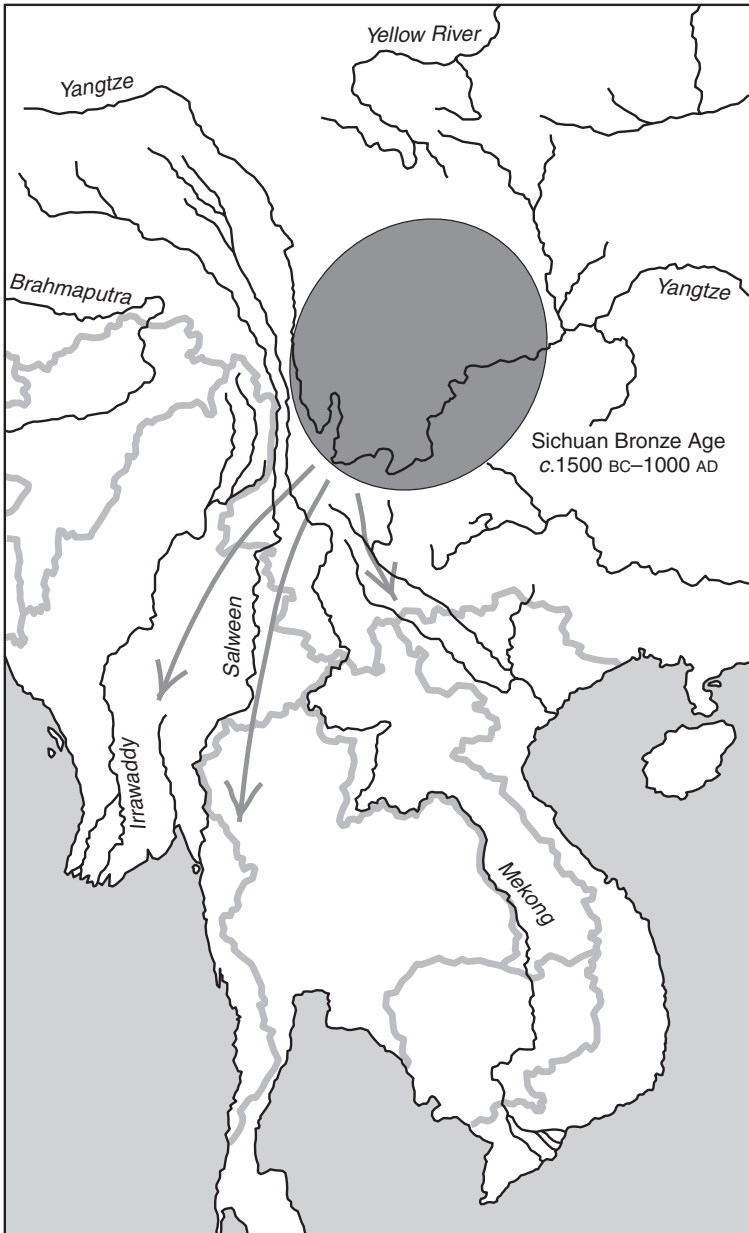 Yellow River
Yangtze
Brahmaputra
Yangtze
Sichuan Bronze Age
c.1500 BC–1000 AD
Salween
Irrawaddy
Mekong